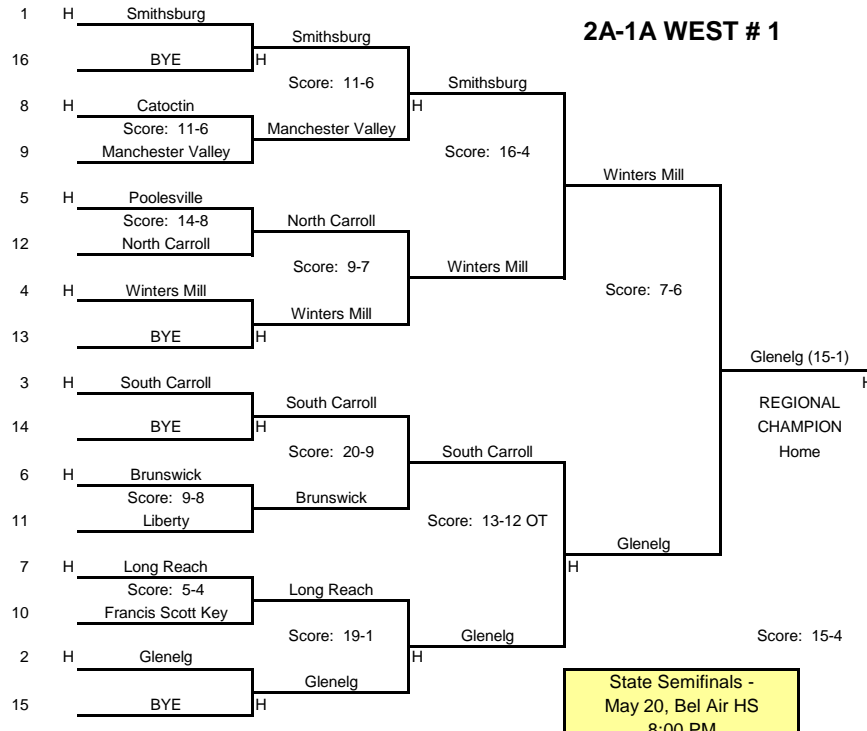 2A-1A WEST # 1
1 H Smithsburg
Smithsburg
16 BYE H
Score: 11-6
Smithsburg
8 H Catoctin H
Score: 11-6 Manchester Valley
9 Manchester Valley
Score: 16-4
Winters Mill
5 H Poolesville
Score: 14-8 North Carroll
12 North Carroll
Score: 9-7 Winters Mill
4 H Winters Mill
Score: 7-6
Winters Mill
13 BYE H
Glenelg (15-1)
3 H South Carroll H
South Carroll
REGIONAL
14 BYE H
CHAMPION
Score: 20-9 South Carroll
Home
6 H Brunswick
Score: 9-8 Brunswick
11 Liberty
Score: 13-12 OT
Glenelg
7 H Long Reach H
Score: 5-4 Long Reach
10 Francis Scott Key
Score: 19-1 Glenelg
Score: 15-4
2 H Glenelg H
Glenelg
15 BYE H
State Semifinals -
May 20, Bel Air HS
8:00 PM